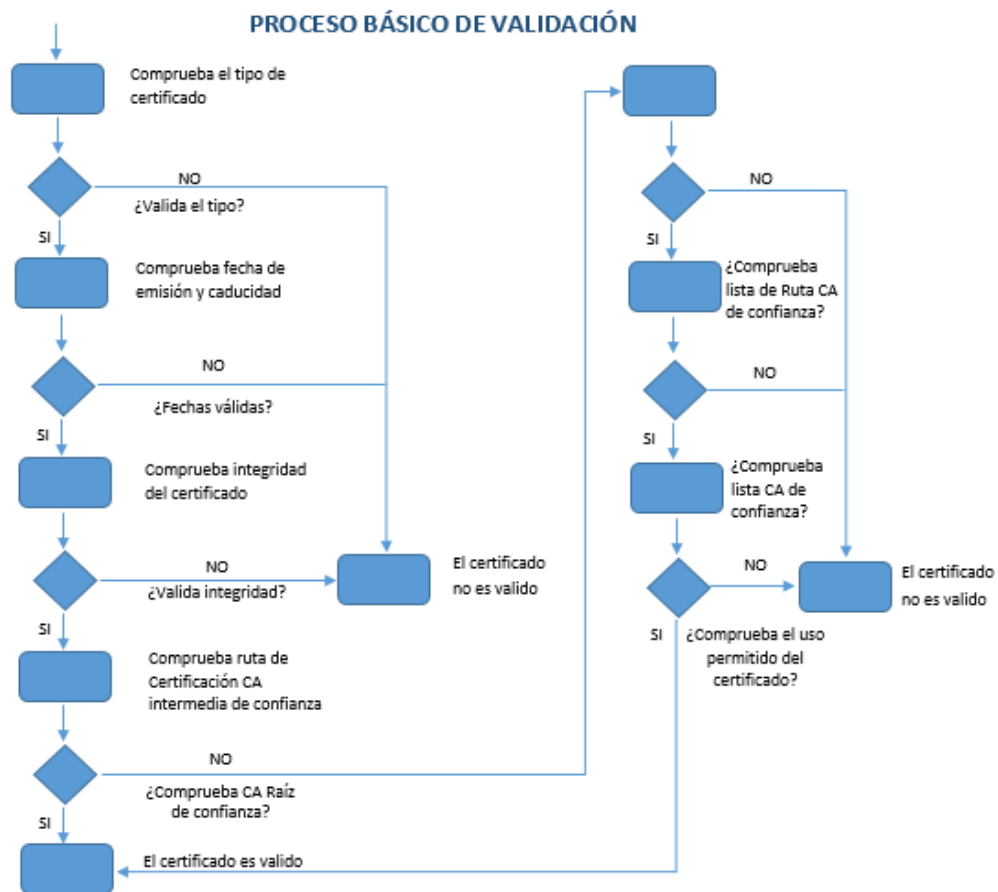 PROCESO BÁSICO DE VALIDACIÓN
Comprueba el tipo de
certificado
NO
¿Valida el tipo?
SI
Comprueba fecha de
emisión y caducidad
NO
¿Fechas válidas?
SI
Comprueba integridad
del certificado
NO
¿Valida integridad?
El certificado
no es valido
SI
Comprueba ruta de
Certificación CA
intermedia de confianza
NO
¿Comprueba CA Raíz
de confianza?
SI
El certificado es valido
NO
SI
¿Comprueba
lista de Ruta CA
de confianza?
NO
SI
¿Comprueba
lista CA de
confianza?
NO
El certificado
no es valido
SI
¿Comprueba el uso
permitido del
certificado?